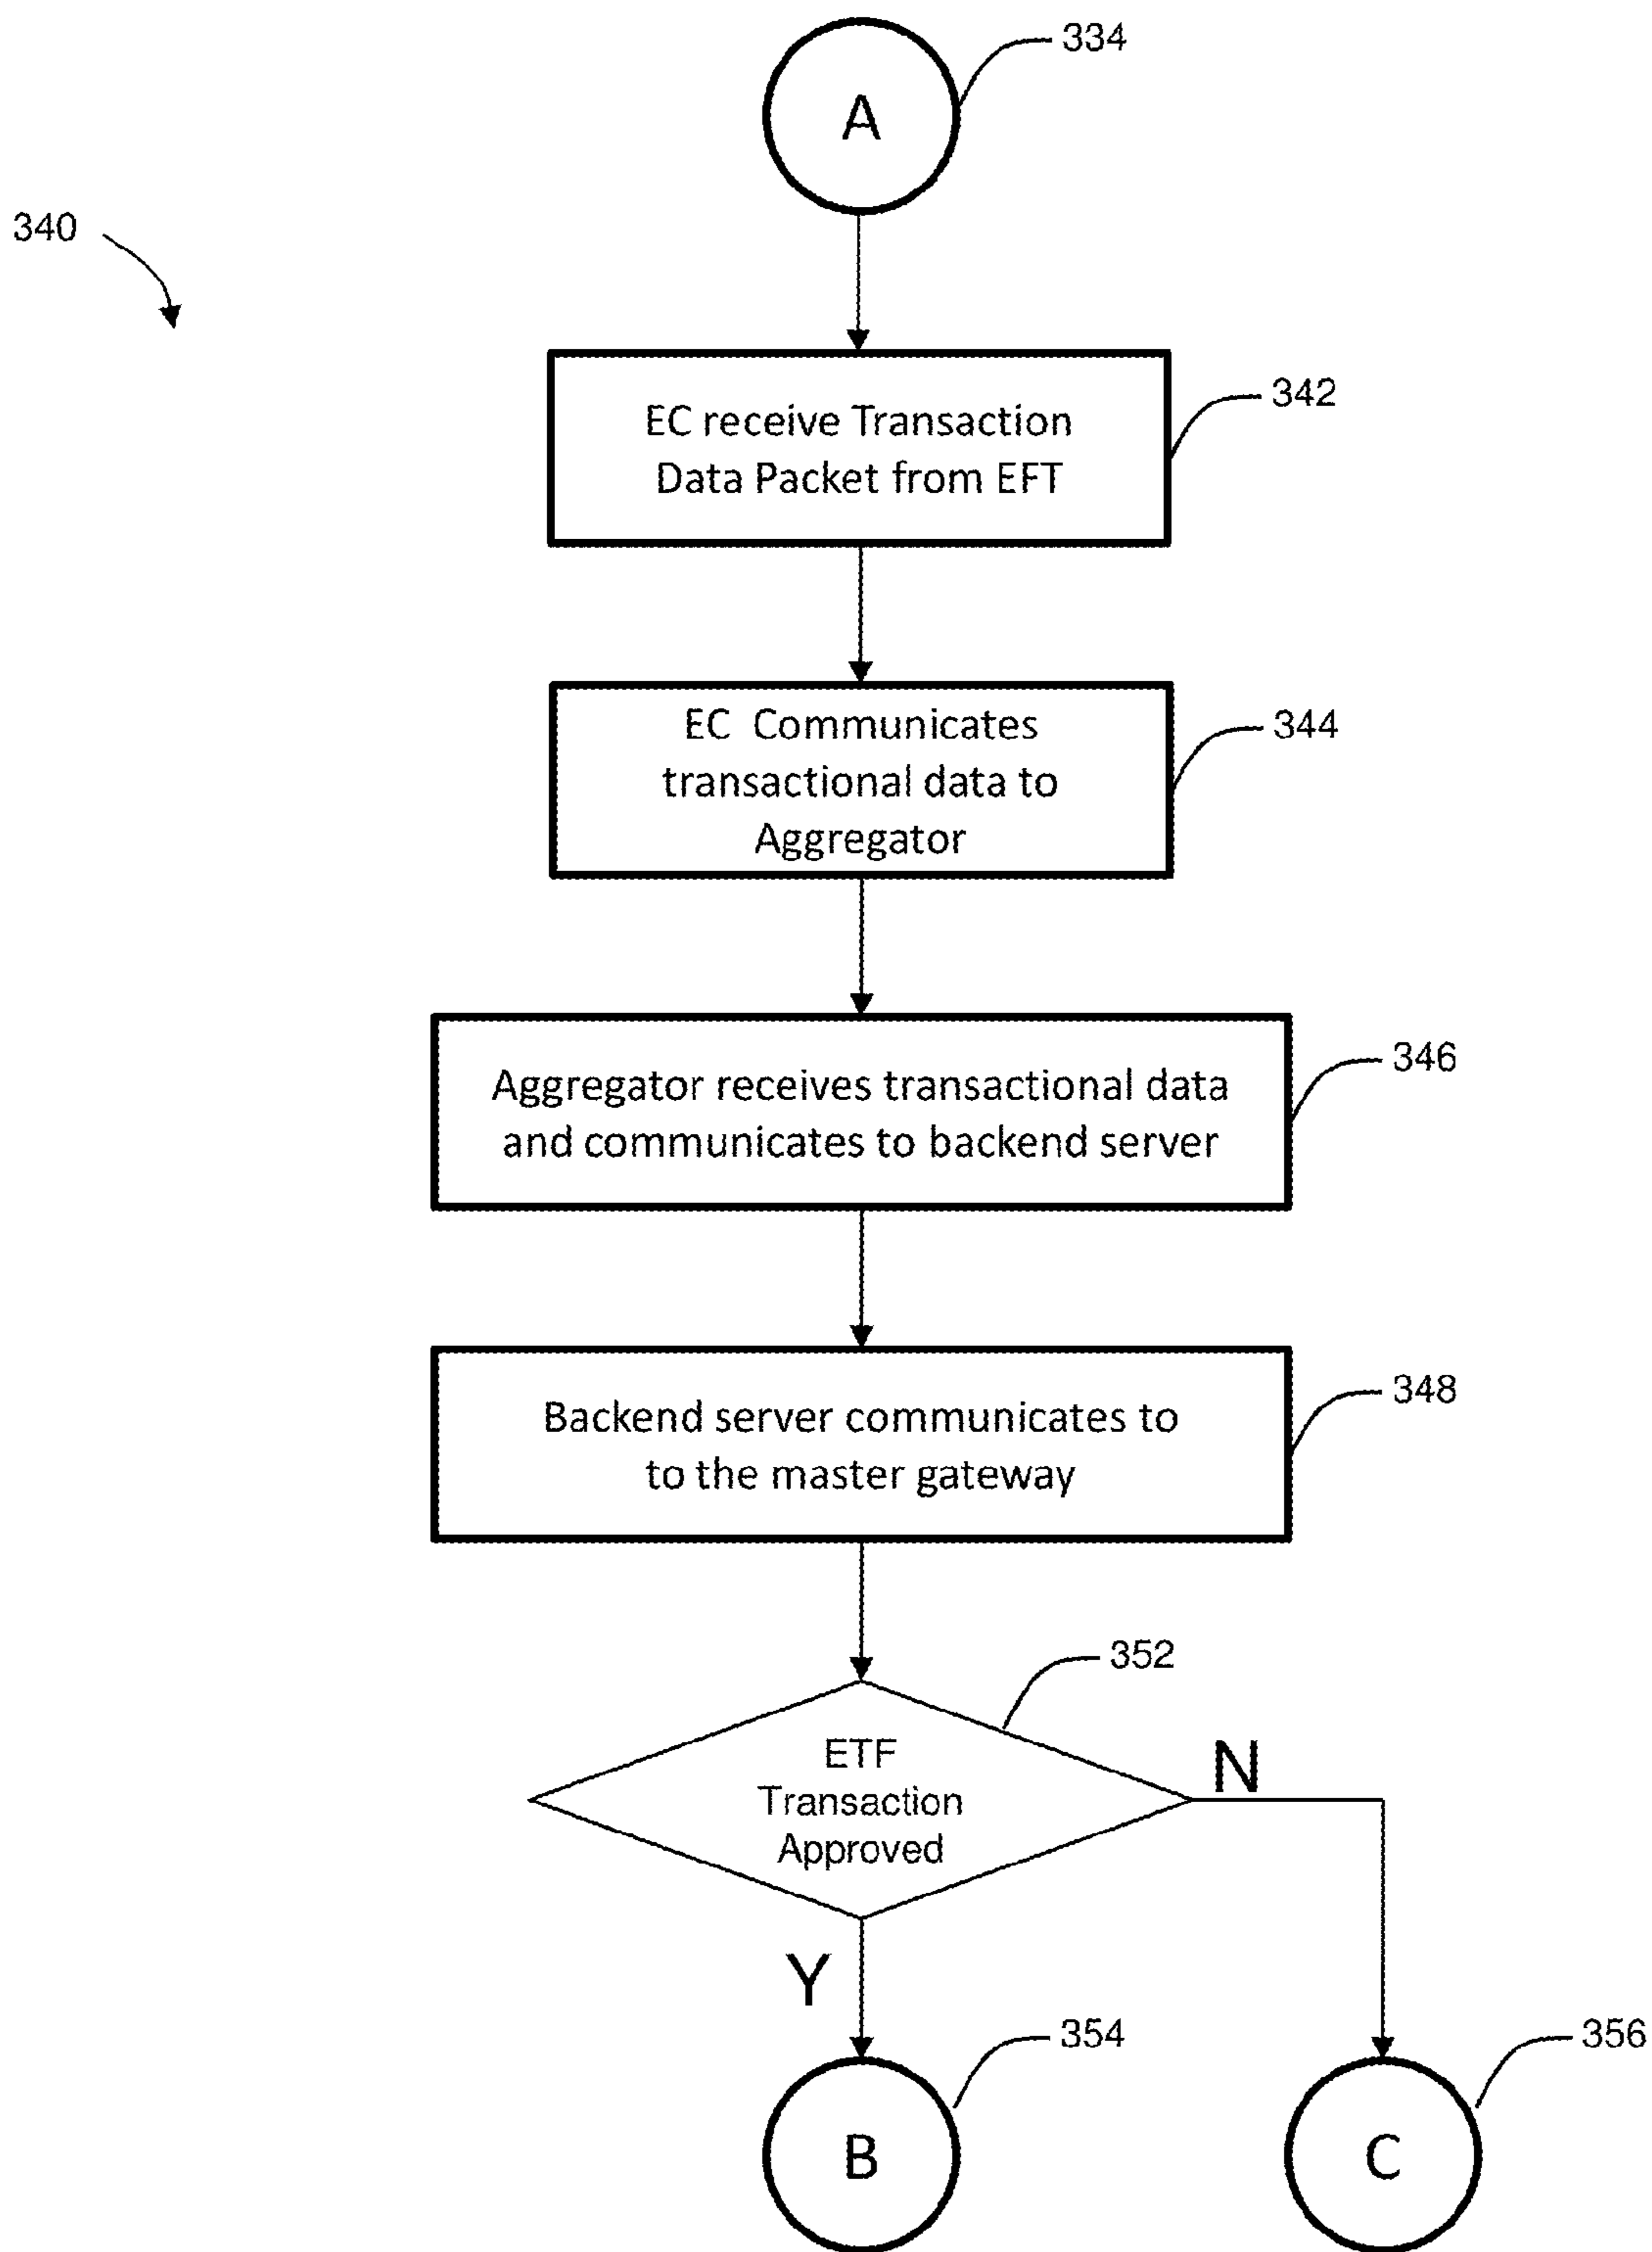 A
334
340
EC receive Transaction
Data Packet from EFT
342
EC  Communicates
transactional data to
Aggregator
344
Aggregator receives transactional data
and communicates to backend server
346
Backend server communicates to
to the master gateway
348
352
ETF
Transaction
Approved
N
Y
354
356
B
C